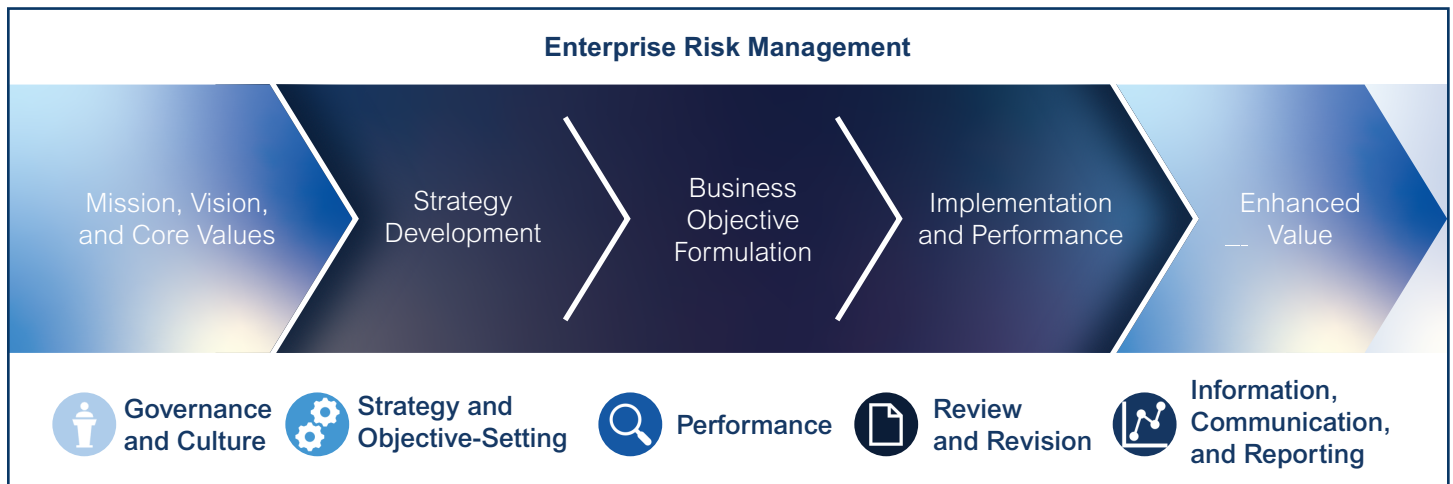 Enterprise Risk Management
Mission, Vision,
and Core Values
Strategy
Development
Business
Objective
Formulation
Implementation
and Performance
Enhanced
Value
Governance
and Culture
Strategy and
Objective-Setting
Performance
Review
and Revision
Information,
Communication,
and Reporting